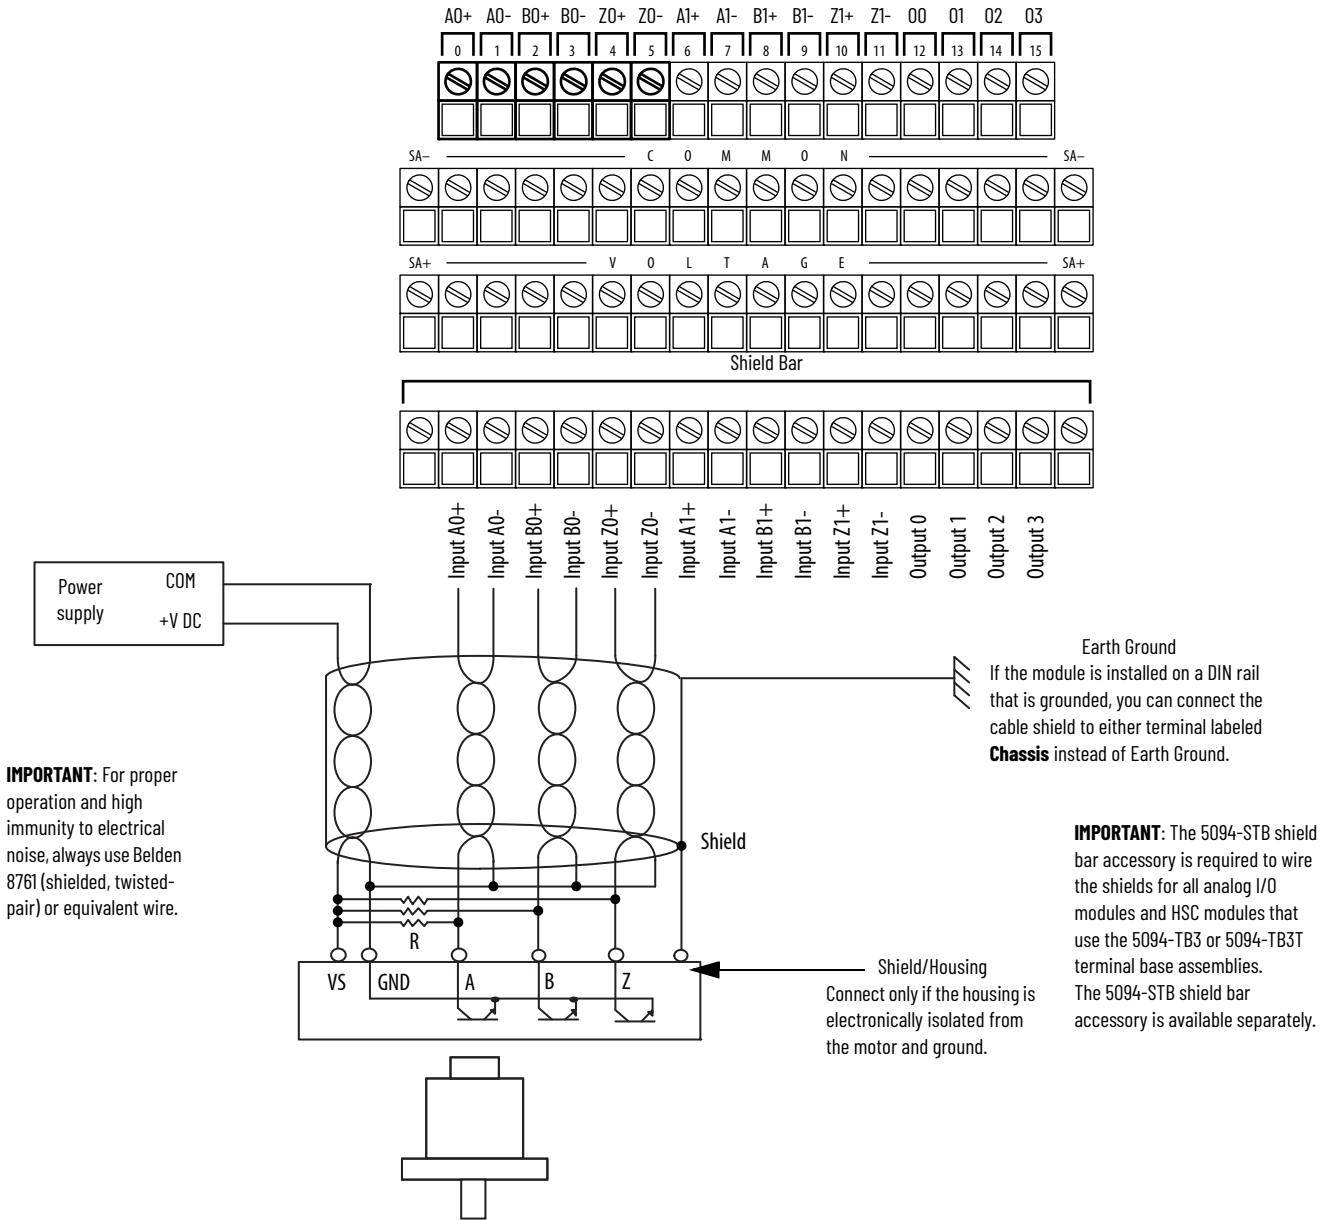 A0+ A0- B0+ B0- Z0+ Z0- A1+ A1- B1+ B1- Z1+ Z1- 00 01 02 03
0 1 2 3 4 5 6 7 8 9 10 11 12 13 14 15
SA– C O M M O N SA–
SA+ V O L T A G E SA+
Shield Bar
Input A0+
Input A0-
Input B0+
Input B0-
Input Z0+
Input Z0-
Input A1+
Input A1-
Input B1+
Input B1-
Input Z1+
Input Z1-
Output 0
Output 1
Output 2
Output 3
Power
supply
COM
+V DC
Earth Ground
If the module is installed on a DIN rail
that is grounded, you can connect the
cable shield to either terminal labeled
Chassis instead of Earth Ground.
IMPORTANT: For proper
operation and high
immunity to electrical
noise, always use Belden
8761 (shielded, twisted-
pair) or equivalent wire.
Shield
IMPORTANT: The 5094-STB shield
bar accessory is required to wire
the shields for all analog I/O
modules and HSC modules that
use the 5094-TB3 or 5094-TB3T
terminal base assemblies.
The 5094-STB shield bar
accessory is available separately.
R
VS GND A B Z
Shield/Housing
Connect only if the housing is
electronically isolated from
the motor and ground.